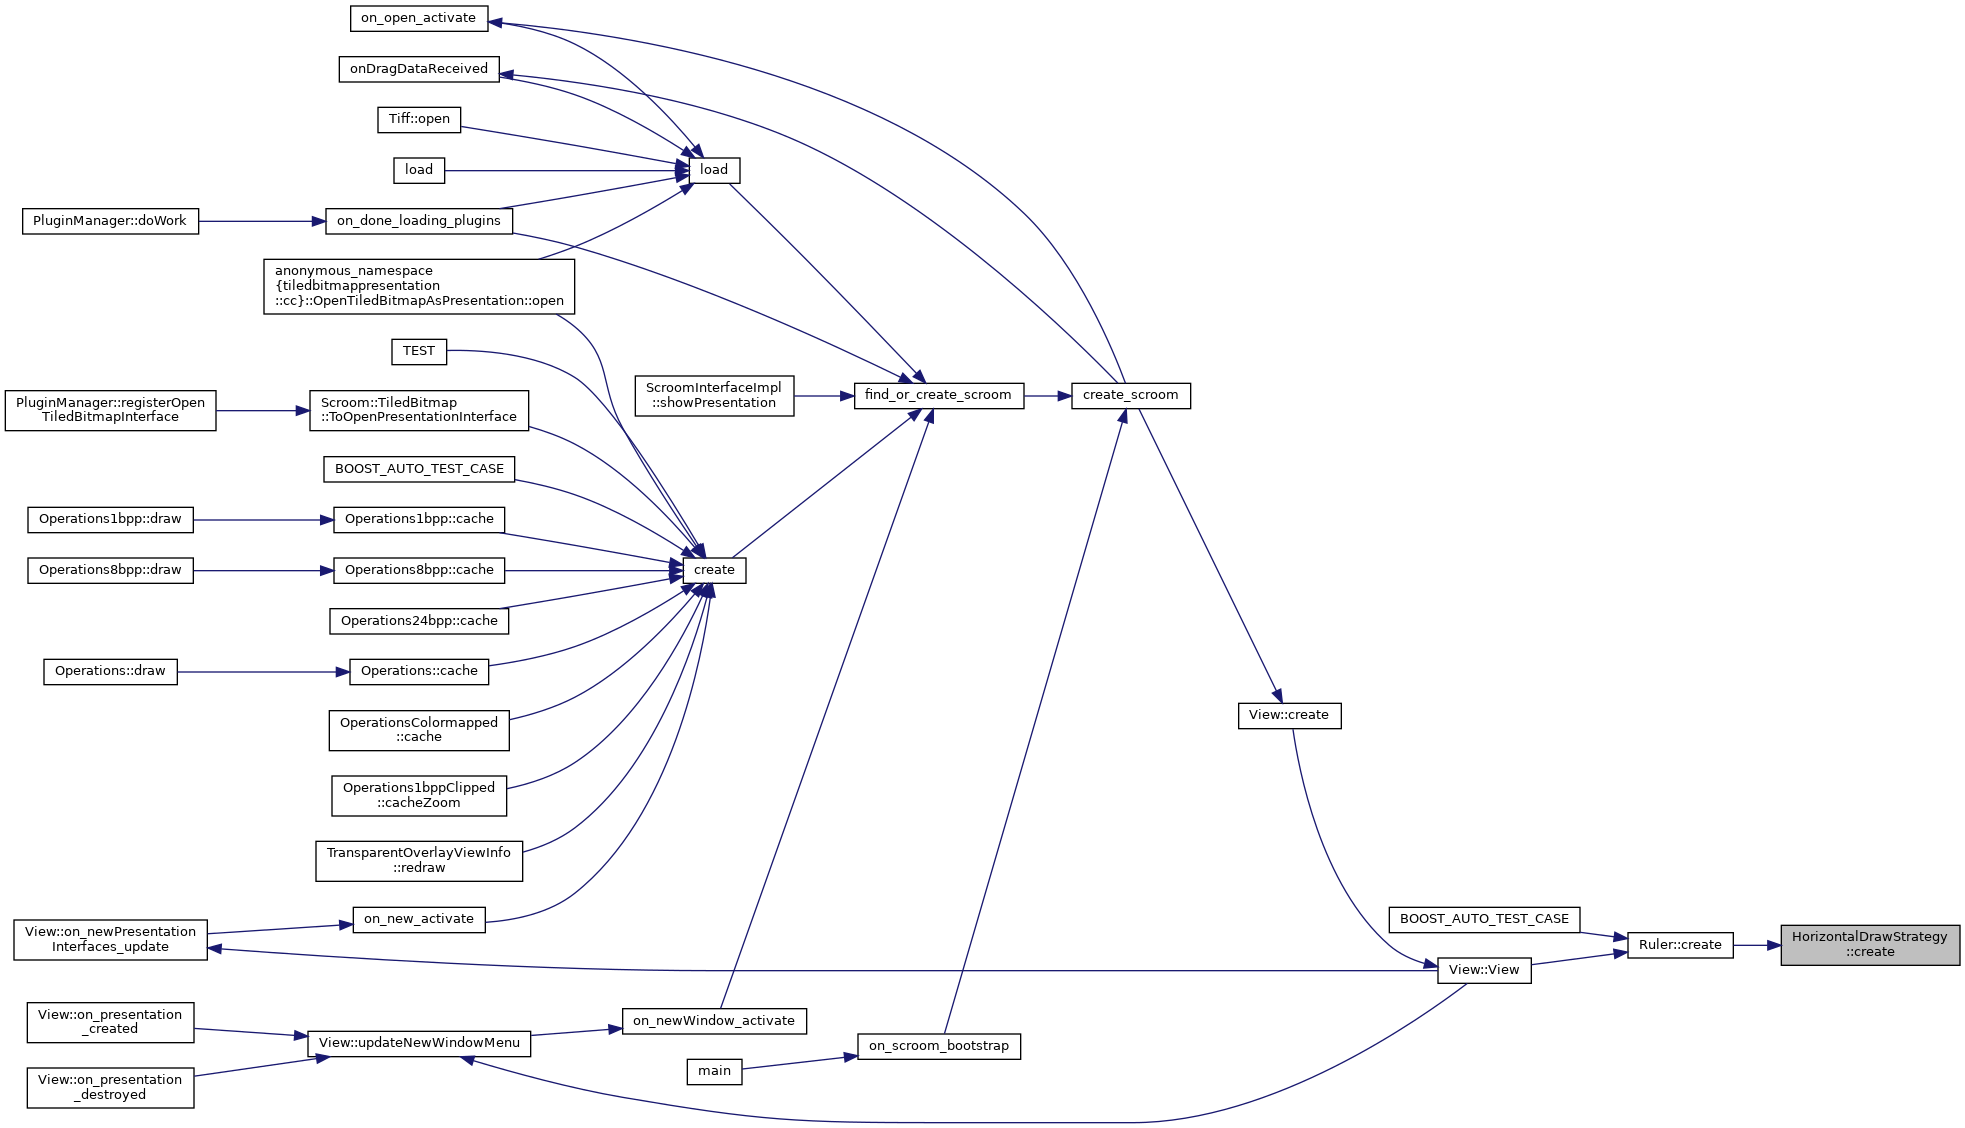 on_open_activate
onDragDataReceived
Tiff::open
load
load
PluginManager::doWork
on_done_loading_plugins
anonymous_namespace
{tiledbitmappresentation
::cc}::OpenTiledBitmapAsPresentation::open
TEST
ScroomInterfaceImpl
::showPresentation
find_or_create_scroom
create_scroom
PluginManager::registerOpen
TiledBitmapInterface
Scroom::TiledBitmap
::ToOpenPresentationInterface
BOOST_AUTO_TEST_CASE
Operations1bpp::draw
Operations1bpp::cache
Operations8bpp::draw
Operations8bpp::cache
create
Operations24bpp::cache
Operations::draw
Operations::cache
OperationsColormapped
::cache
View::create
Operations1bppClipped
::cacheZoom
TransparentOverlayViewInfo
::redraw
on_new_activate
View::on_newPresentation
Interfaces_update
BOOST_AUTO_TEST_CASE
Ruler::create
HorizontalDrawStrategy
::create
View::View
View::on_presentation
_created
View::updateNewWindowMenu
on_newWindow_activate
on_scroom_bootstrap
main
View::on_presentation
_destroyed